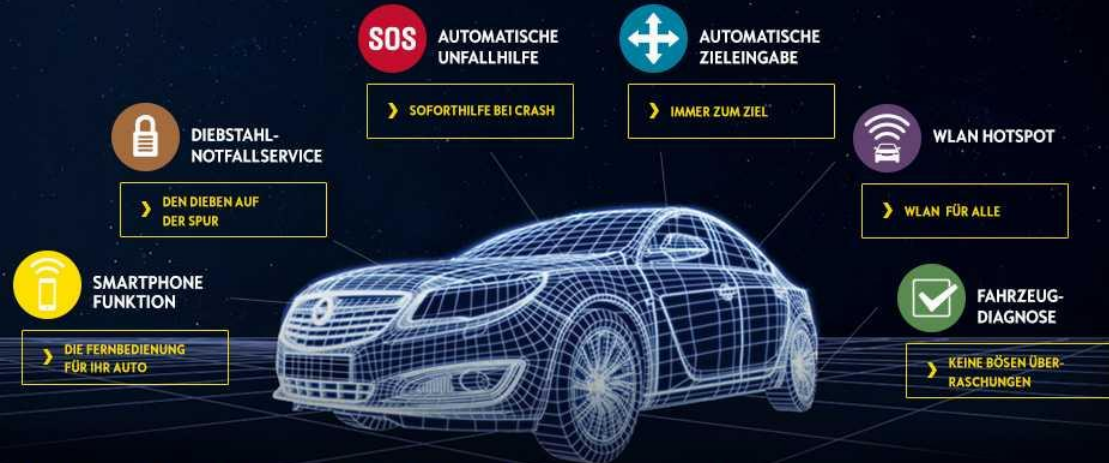 SOS
AUTOMATISCHE
UNFALLHILFE
SOFORTHILFE BEI CRASH
AUTOMATISCHE
ZIELEINGABE
IMMER ZUM ZIEL
DIEBSTAHL-
NOTFALLSERVICE
DEN DIEBEN AUF
DER SPUR
WLAN HOTSPOT
WLAN FÜR ALLE
SMARTPHONE
FUNKTION
DIE FERNBEDIENUNG
FÜR IHR AUTO
FAHRZEUG-
DIAGNOSE
KEINE BÖSEN ÜBER-
RASCHUNGEN